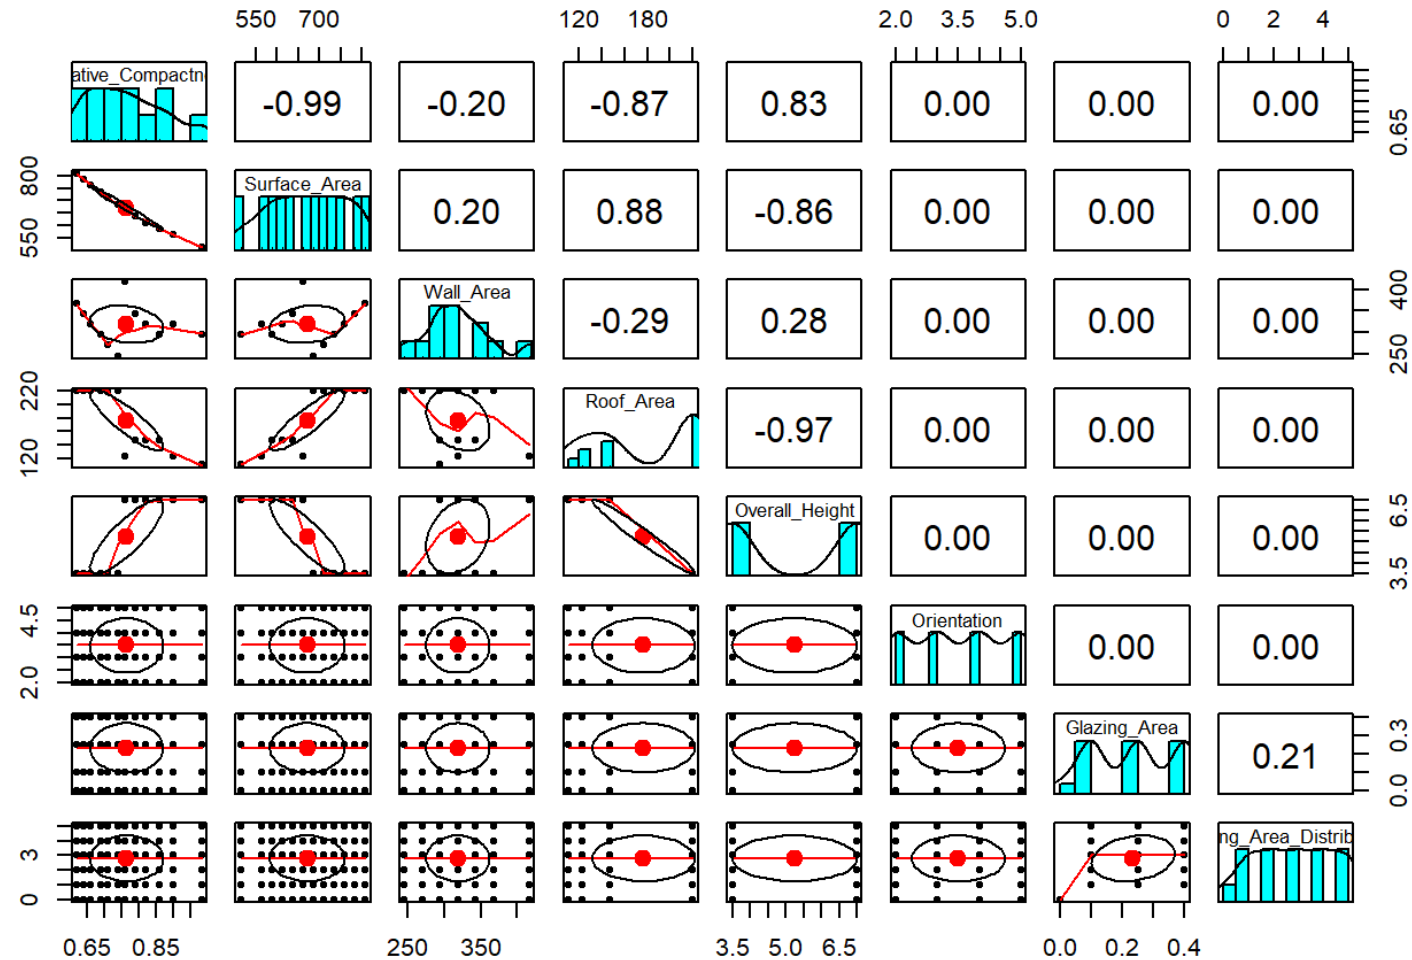 550 700 120 180 2.0 3.5 5.0 0 2 4
ative_Compactn
-0.99 -0.20 -0.87 0.83 0.00 0.00 0.00
0.65
800
550
Surface_Area
0.20 0.88 -0.86 0.00 0.00 0.00
Wall_Area
-0.29 0.28 0.00 0.00 0.00
400
250
220
120
Roof_Area
-0.97 0.00 0.00 0.00
Overall_Height
0.00 0.00 0.00
6.5
3.5
4.5
2.0
Orientation
0.00 0.00
Glazing_Area
0.21
0.3
0.0
3
0
ng_Area_Distrib
0.65 0.85 250 350 3.5 5.0 6.5 0.0 0.2 0.4